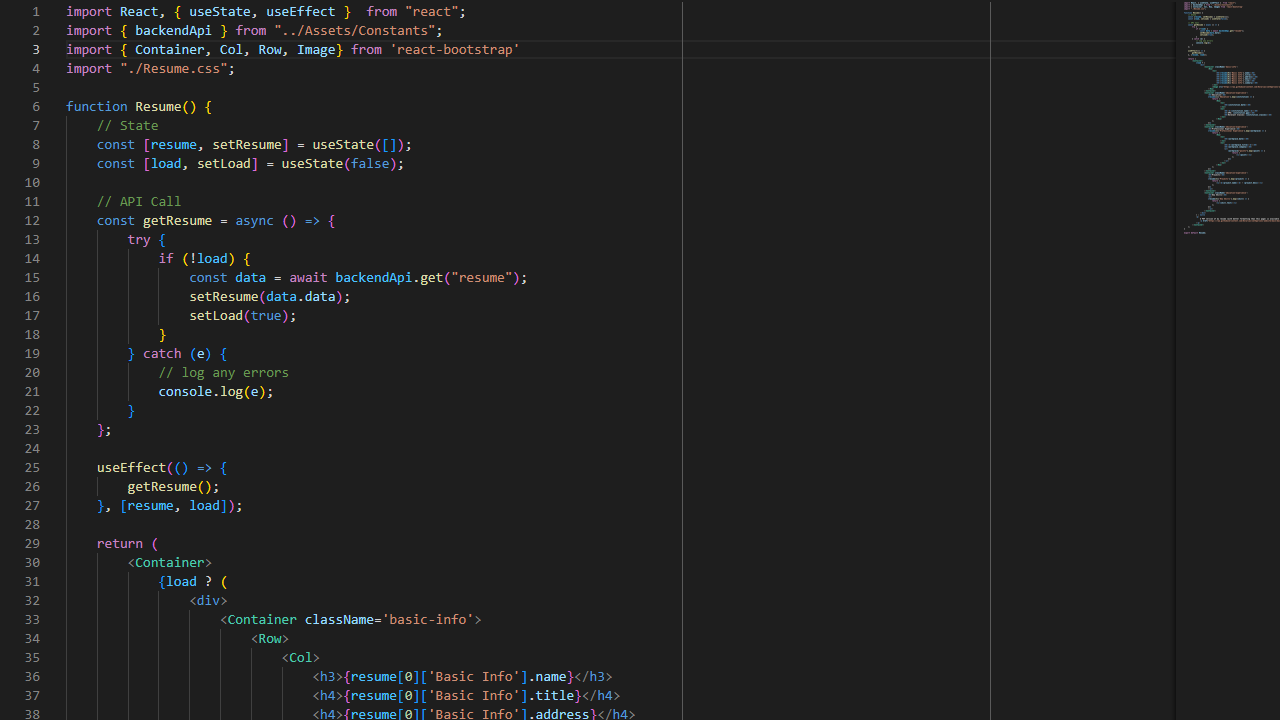 1 import React, { useState, useEffect }  from "react";
2 import { backendApi } from "../Assets/Constants";
3 import { Container, Col, Row, Image} from 'react-bootstrap'
4 import "./Resume.css";
5
6 function Resume() {
7     // State
8     const [resume, setResume] = useState([]);
9     const [load, setLoad] = useState(false);
10
11     // API Call
12     const getResume = async () => {
13         try {
14             if (!load) {
15                 const data = await backendApi.get("resume");
16                 setResume(data.data);
17                 setLoad(true);
18             }
19         } catch (e) {
20             // log any errors
21             console.log(e);
22         }
23     };
24
25     useEffect(() => {
26         getResume();
27     }, [resume, load]);
28
29     return (
30         <Container>
31             {load ? (
32                 <div>
33                     <Container className='basic-info'>
34                         <Row>
35                             <Col>
36                                 <h3>{resume[0]['Basic Info'].name}</h3>
37                                 <h4>{resume[0]['Basic Info'].title}</h4>
38                                 <h4>{resume[0]['Basic Info'].address}</h4>